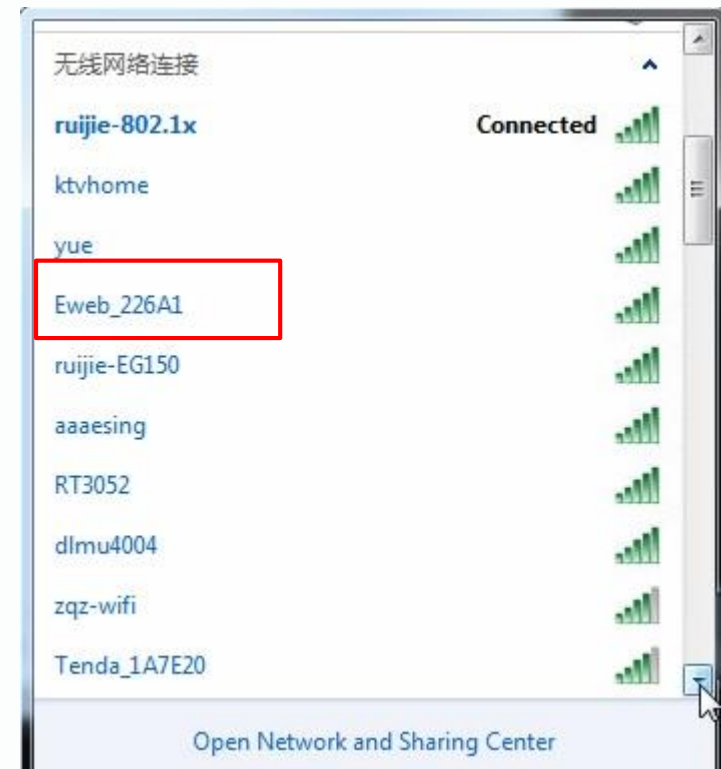 无线网络连接
ruijie-802.1x Connected
ktvhome
yue
Eweb_226A1
ruijie-EG150
aaaesing
RT3052
dlmu4004
zqz-wifi
Tenda_1A7E20
Open Network and Sharing Center